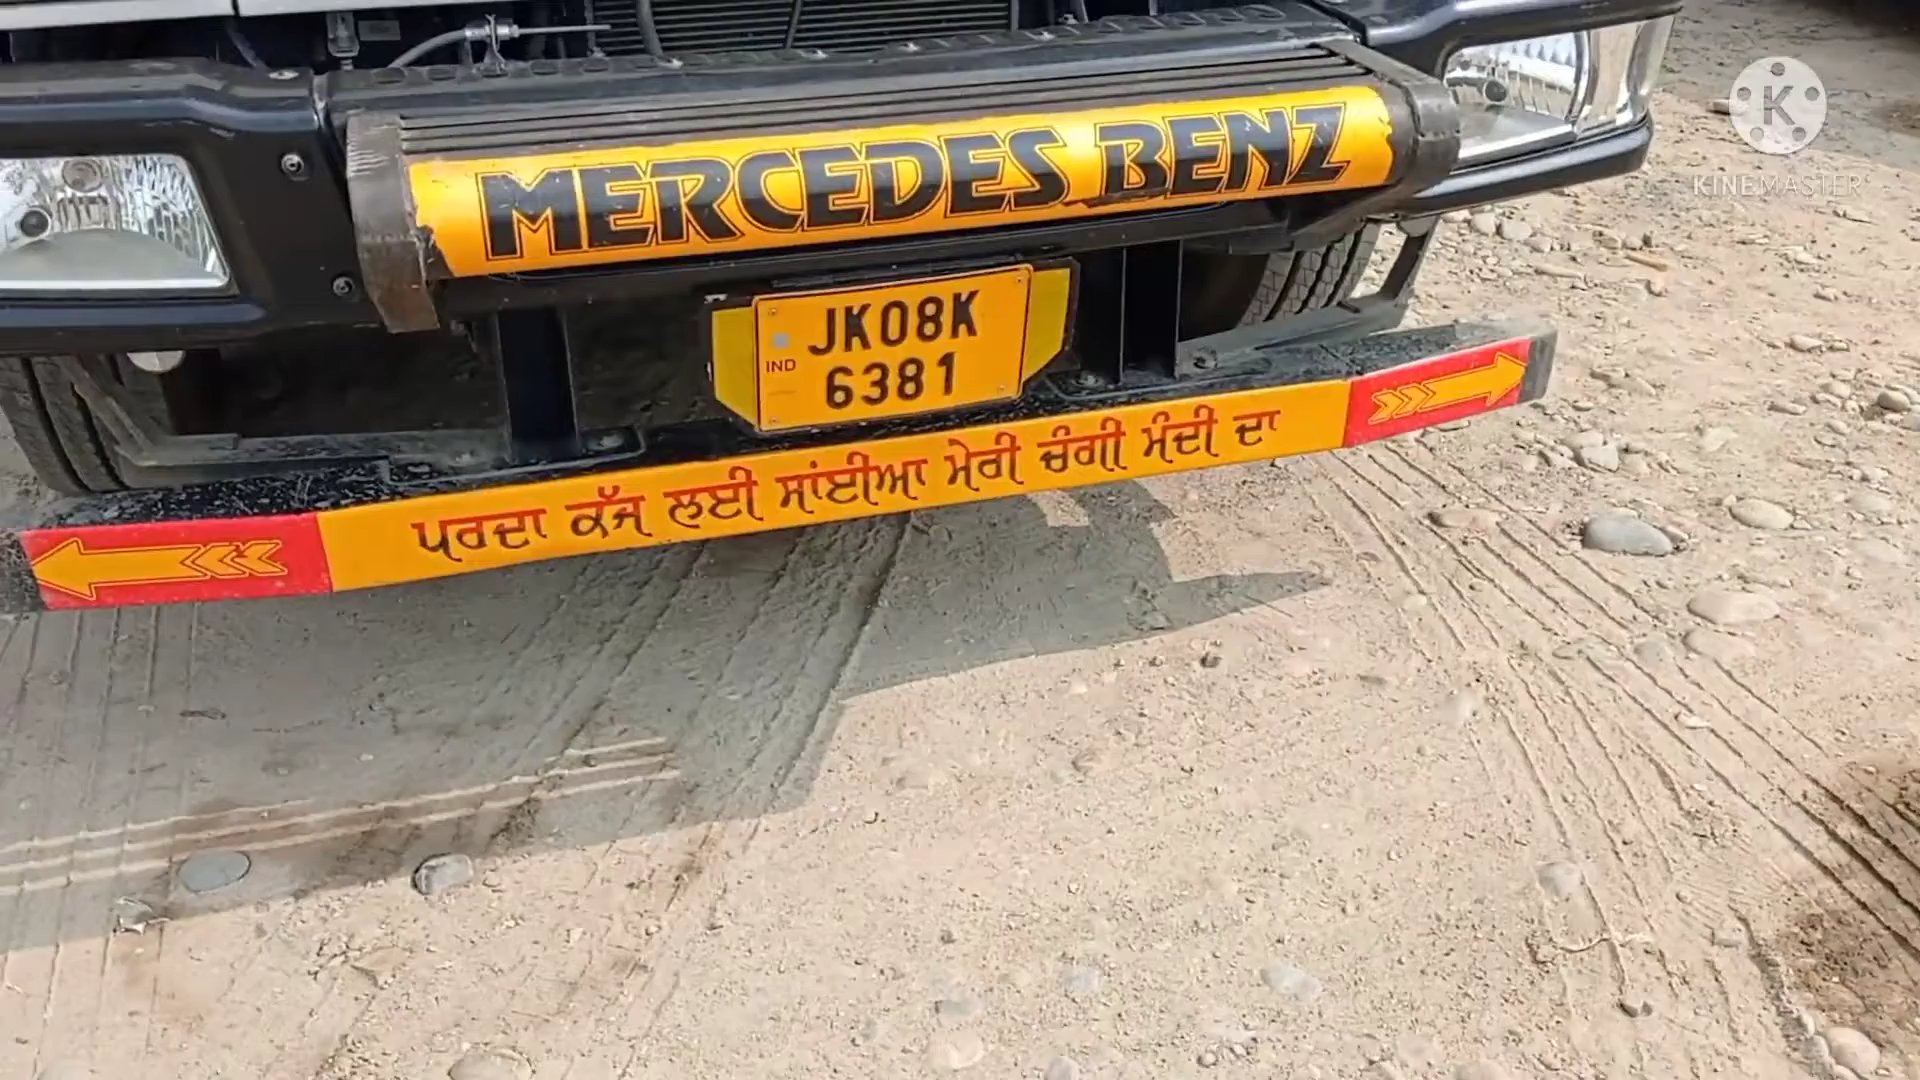 MERCEDES BENZ
JK08K
IND
6381
ਪਰਦਾ ਕੱਜ ਲਈ ਸਾਂਈਆ ਮੇਰੀ ਚੰਗੀ ਮੰਦੀ ਦਾ
K
KINEMASTER